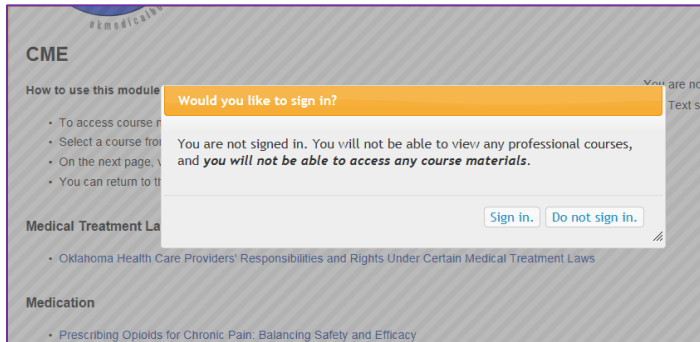 CME
You are no
How to use this module
Text s
Would you like to sign in?
To access course
Select a course from
You are not signed in. You will not be able to view any professional courses,
On the next page,
and you will not be able to access any course materials.
You can return to
Sign in. Do not sign in.
Medical Treatment La
Oklahoma Health Care Providers' Responsibilities and Rights Under Certain Medical Treatment Laws
Medication
Prescribing Opioids for Chronic Pain: Balancing Safety and Efficacy